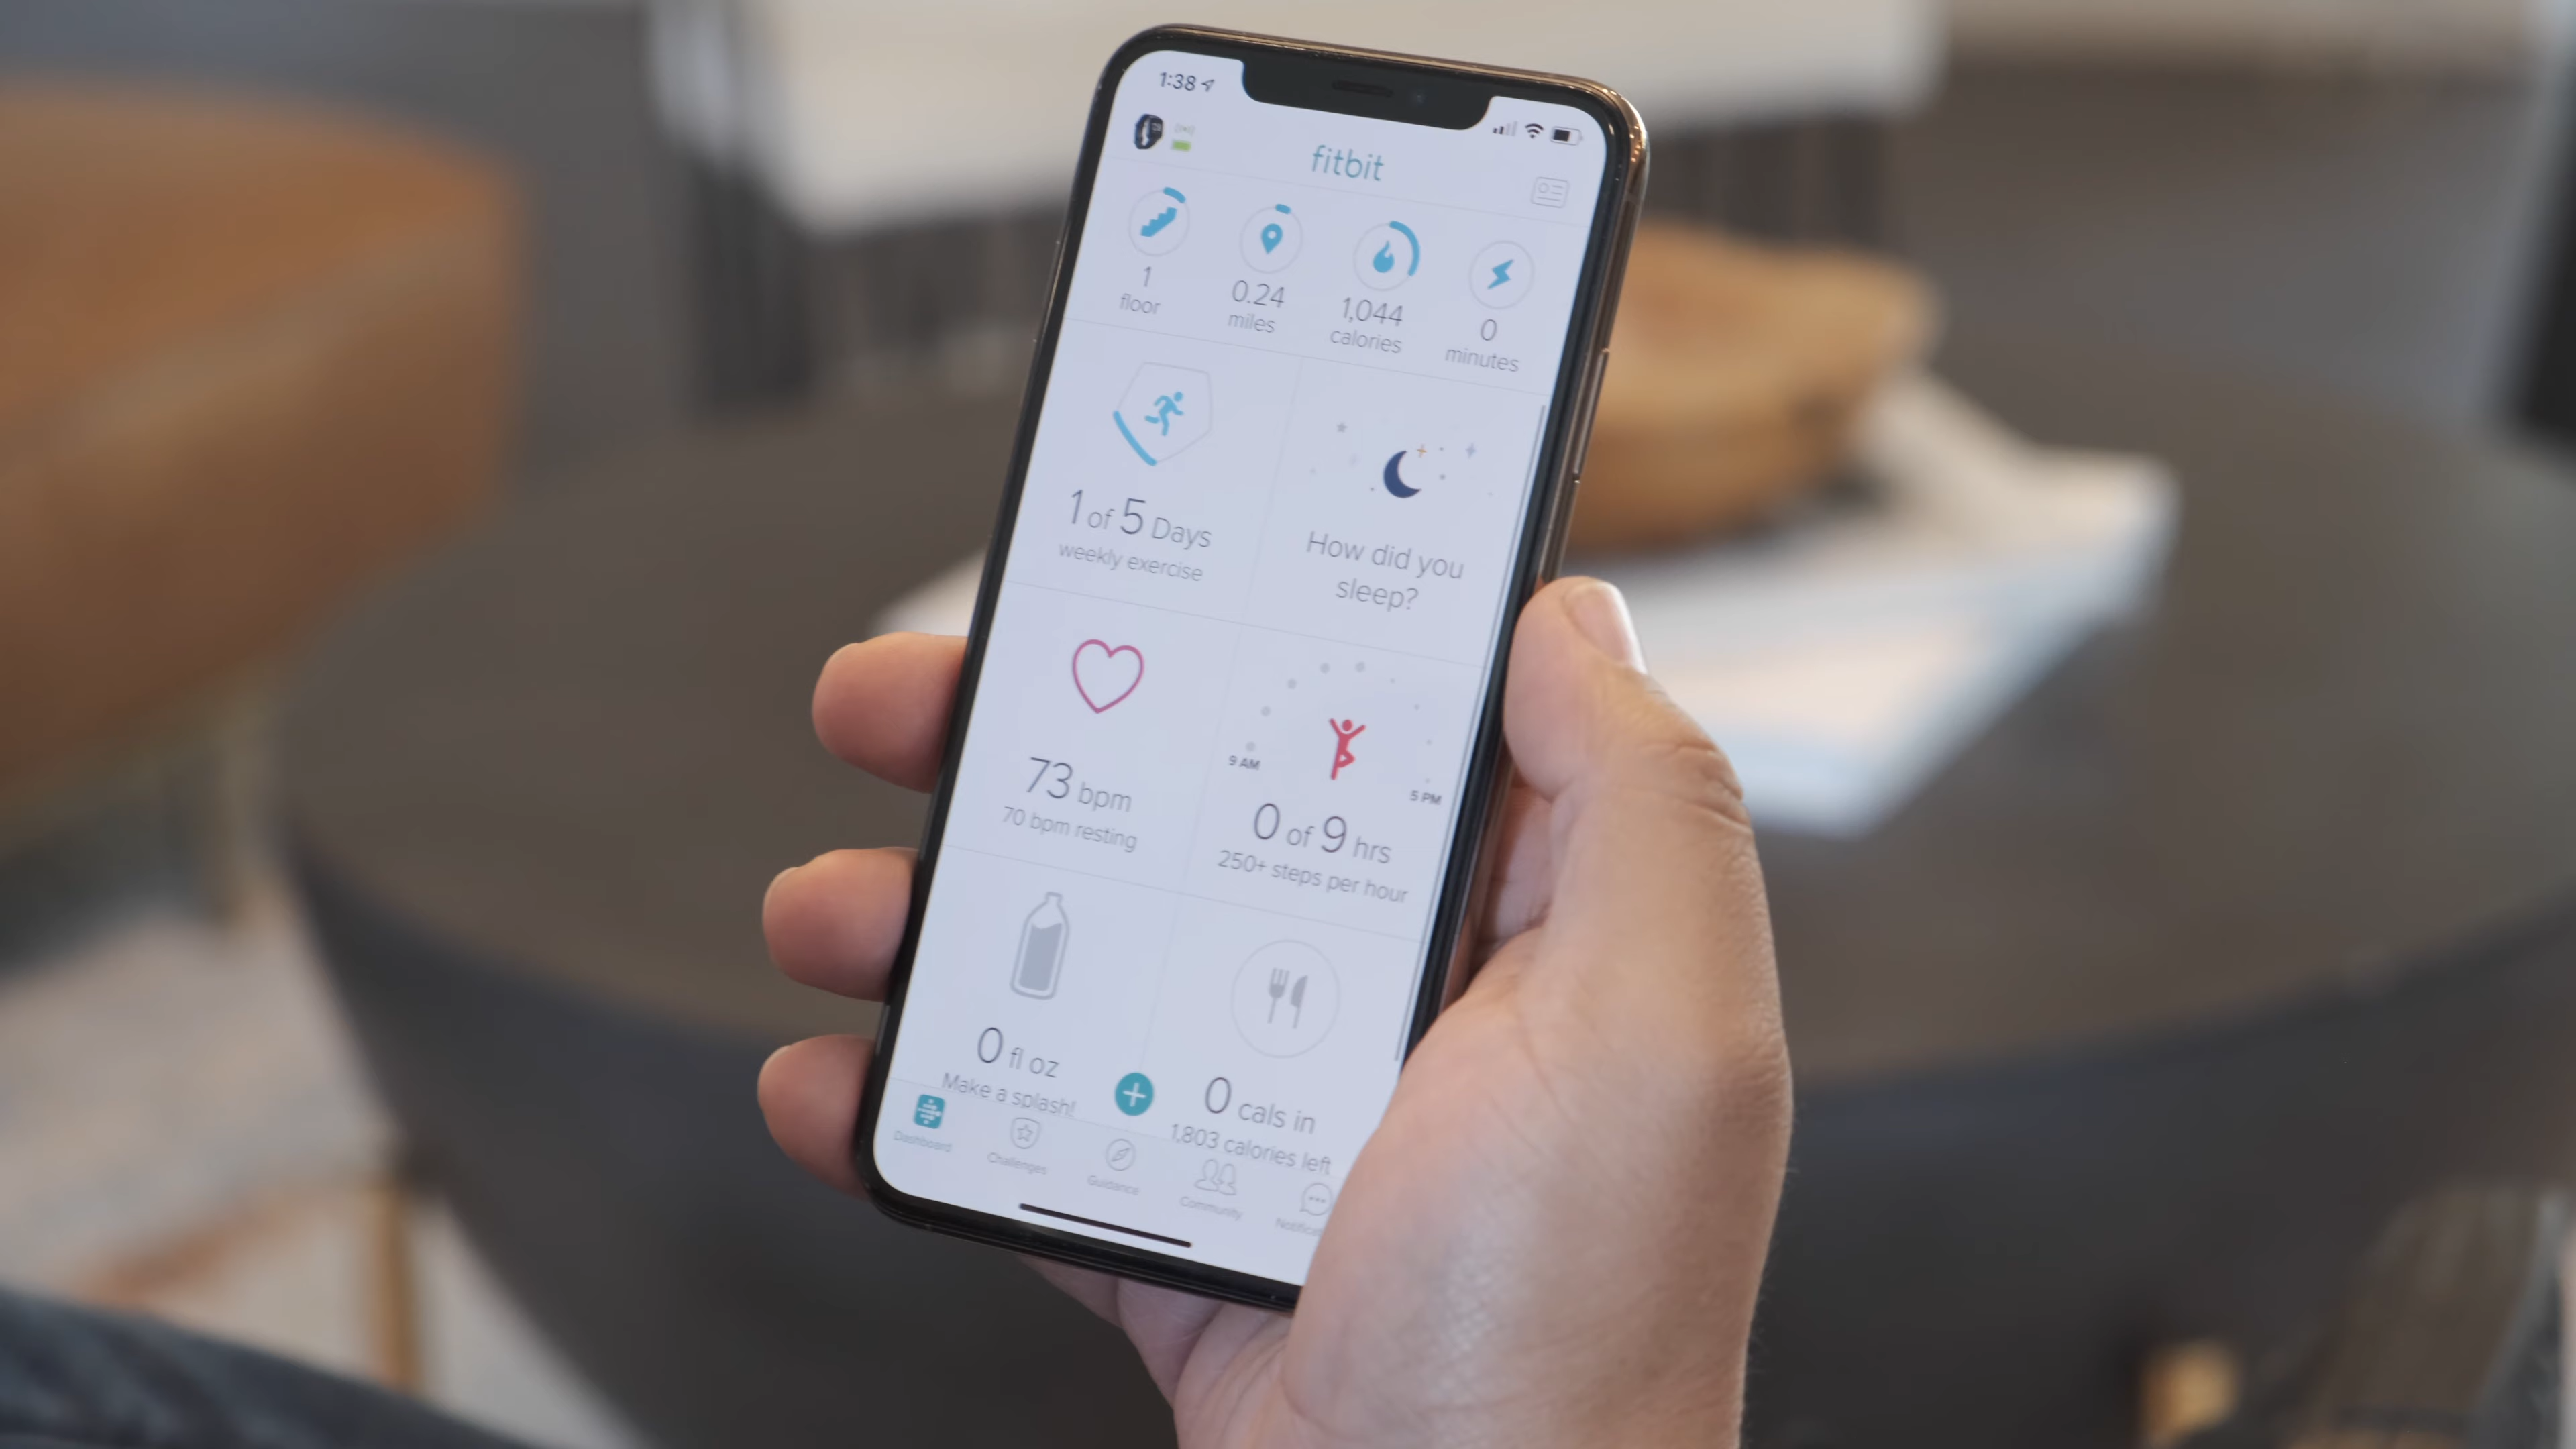 1:38
fitbit
1
floor
0.24
miles
1,044
calories
0
minutes
1 of 5 Days
weekly exercise
How did you
sleep?
73 bpm
70 bpm resting
9 AM
5 PM
0 of 9 hrs
250+ steps per hour
0 fl oz
Make a splash!
0 cals in
1,803 calories left
Dashboard
Challenges
Guidance
Community
Notificat